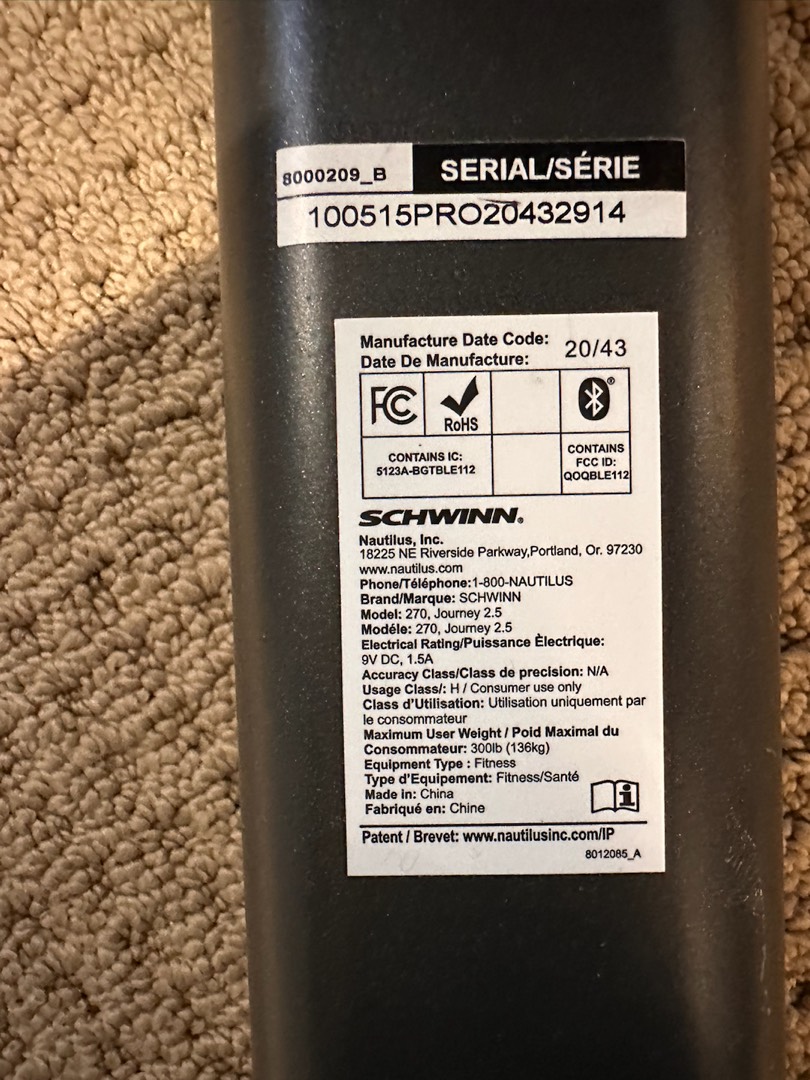 8000209_B
SERIAL/SÉRIE
100515PRO20432914
Manufacture Date Code: 20/43
Date De Manufacture:
FC
RoHS
CONTAINS IC:
5123A-BGTBLE112
CONTAINS
FCC ID:
QOQBLE112
SCHWINN®
Nautilus, Inc.
18225 NE Riverside Parkway,Portland, Or. 97230
www.nautilus.com
Phone/Téléphone:1-800-NAUTILUS
Brand/Marque: SCHWINN
Model: 270, Journey 2.5
Modéle: 270, Journey 2.5
Electrical Rating/Puissance Èlectrique:
9V DC, 1.5A
Accuracy Class/Class de precision: N/A
Usage Class/: H / Consumer use only
Class d'Utilisation: Utilisation uniquement par
le consommateur
Maximum User Weight / Poid Maximal du
Consommateur: 300lb (136kg)
Equipment Type : Fitness
Type d'Equipement: Fitness/Santé
Made in: China
Fabriqué en: Chine
Patent / Brevet: www.nautilusinc.com/IP
8012085_A